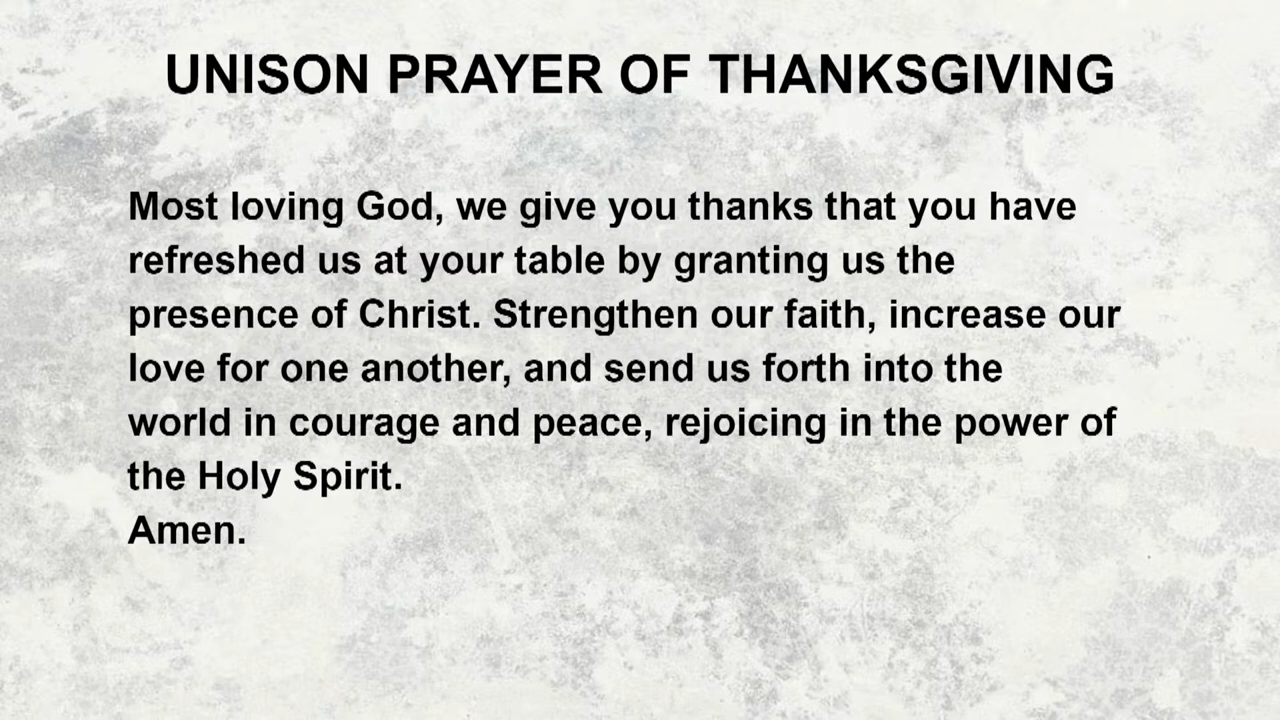 UNISON PRAYER OF THANKSGIVING
Most loving God, we give you thanks that you have
refreshed us at your table by granting us the
presence of Christ. Strengthen our faith, increase our
love for one another, and send us forth into the
world in courage and peace, rejoicing in the power of
the Holy Spirit.
Amen.